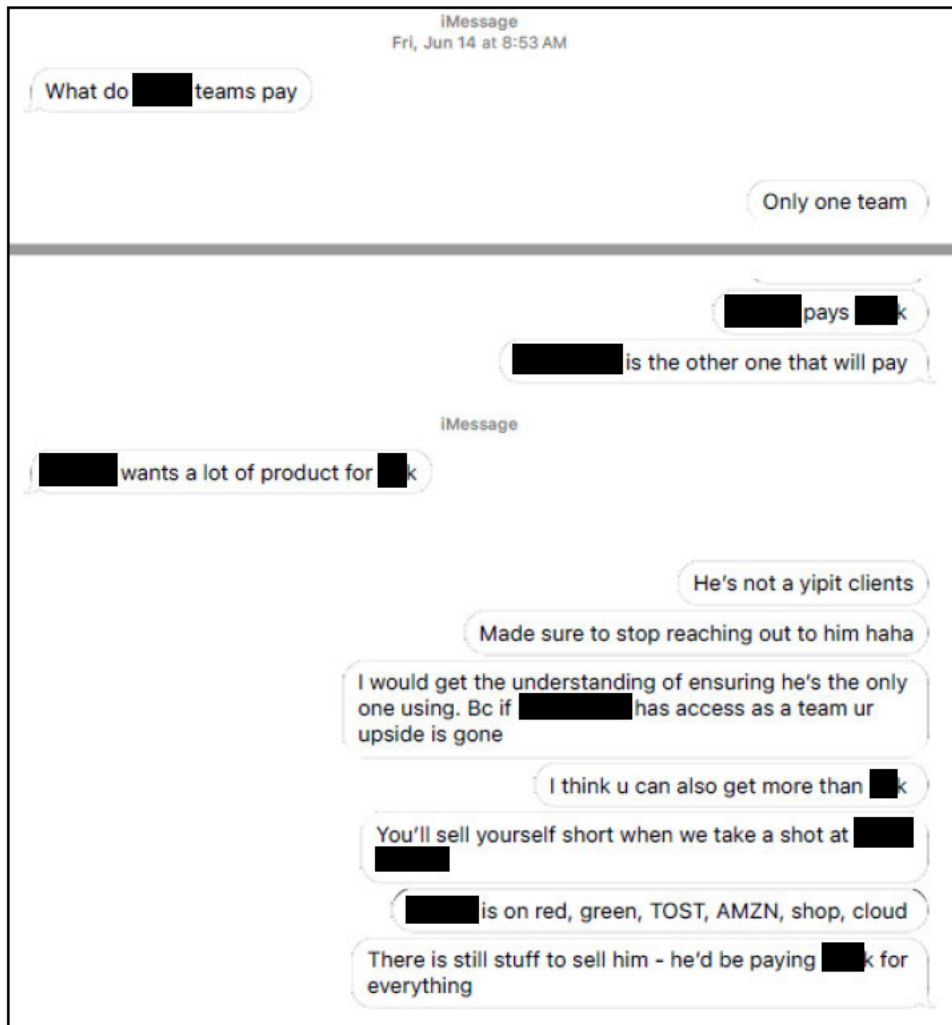 iMessage
Fri, Jun 14 at 8:53 AM
What do teams pay
Only one team
pays k
is the other one that will pay
iMessage
wants a lot of product for k
He's not a yipit clients
Made sure to stop reaching out to him haha
I would get the understanding of ensuring he's the only
one using. Bc if has access as a team ur
upside is gone
I think u can also get more than k
You'll sell yourself short when we take a shot at
is on red, green, TOST, AMZN, shop, cloud
There is still stuff to sell him - he'd be paying k for
everything